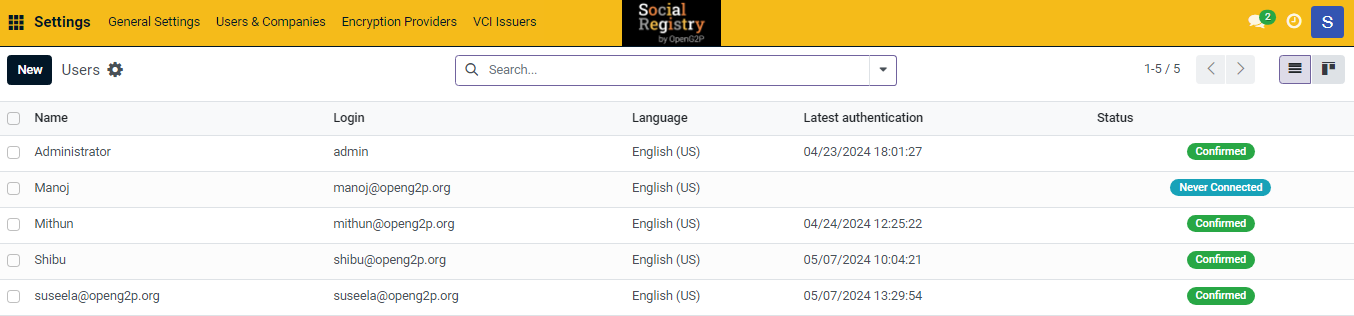 Settings General Settings Users & Companies Encryption Providers VCI Issuers Social Registry by OpenG2P 2 S
New Users Search... 1-5 / 5
Name Login Language Latest authentication Status
Administrator admin English (US) 04/23/2024 18:01:27 Confirmed
Manoj manoj@openg2p.org English (US) Never Connected
Mithun mithun@openg2p.org English (US) 04/24/2024 12:25:22 Confirmed
Shibu shibu@openg2p.org English (US) 05/07/2024 10:04:21 Confirmed
suseela@openg2p.org suseela@openg2p.org English (US) 05/07/2024 13:29:54 Confirmed